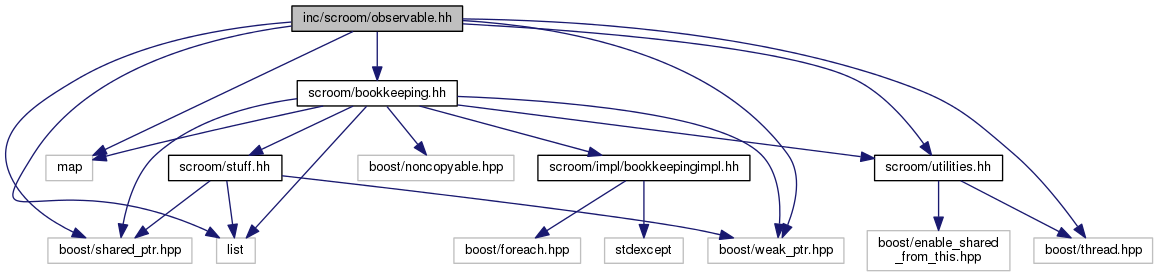 inc/scroom/observable.hh
scroom/bookkeeping.hh
map
scroom/stuff.hh
boost/noncopyable.hpp
scroom/impl/bookkeepingimpl.hh
scroom/utilities.hh
boost/shared_ptr.hpp
list
boost/foreach.hpp
stdexcept
boost/weak_ptr.hpp
boost/enable_shared
_from_this.hpp
boost/thread.hpp